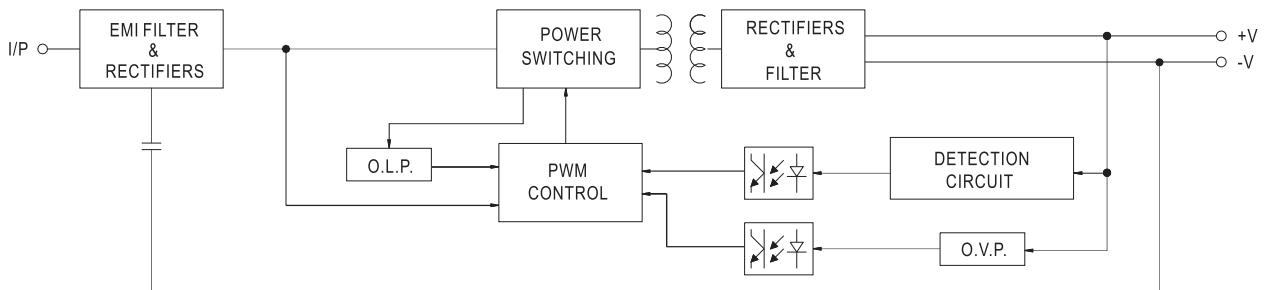 I/P
EMI FILTER
&
RECTIFIERS
POWER
SWITCHING
RECTIFIERS
&
FILTER
+V
-V
O.L.P.
PWM
CONTROL
DETECTION
CIRCUIT
O.V.P.